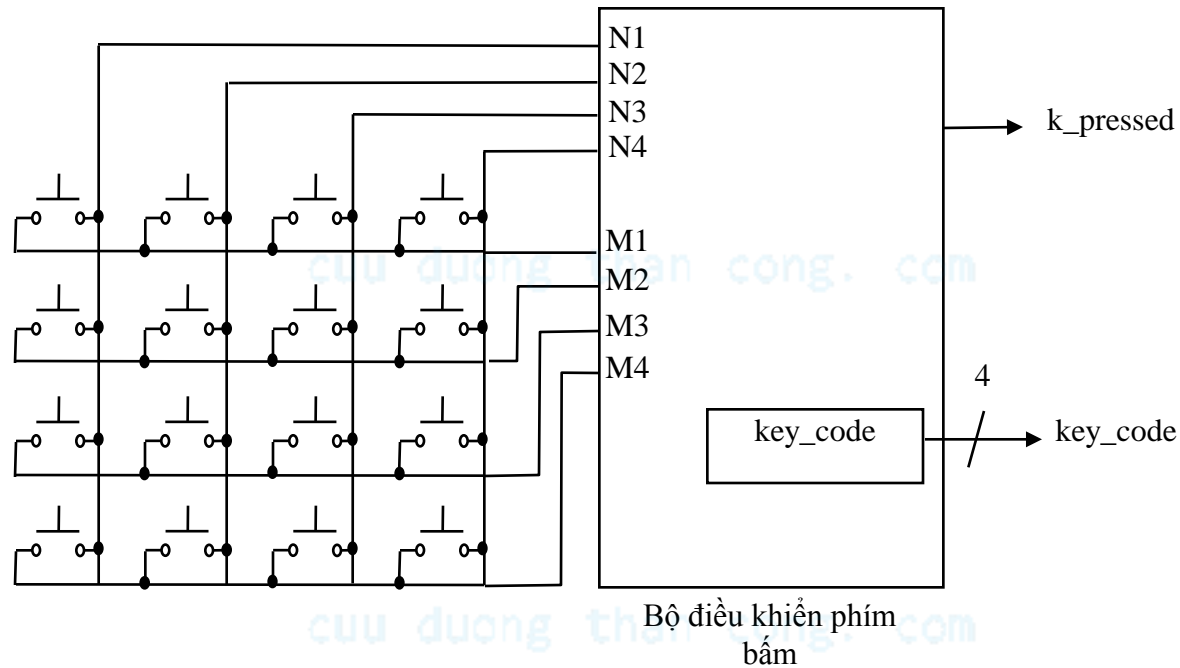 N1
N2
N3
N4
k_pressed
M1
cuu duong than cong. com
M2
M3
M4
4
key_code
key_code
Bộ điều khiển phím
bấm
cuu duong than cong. com